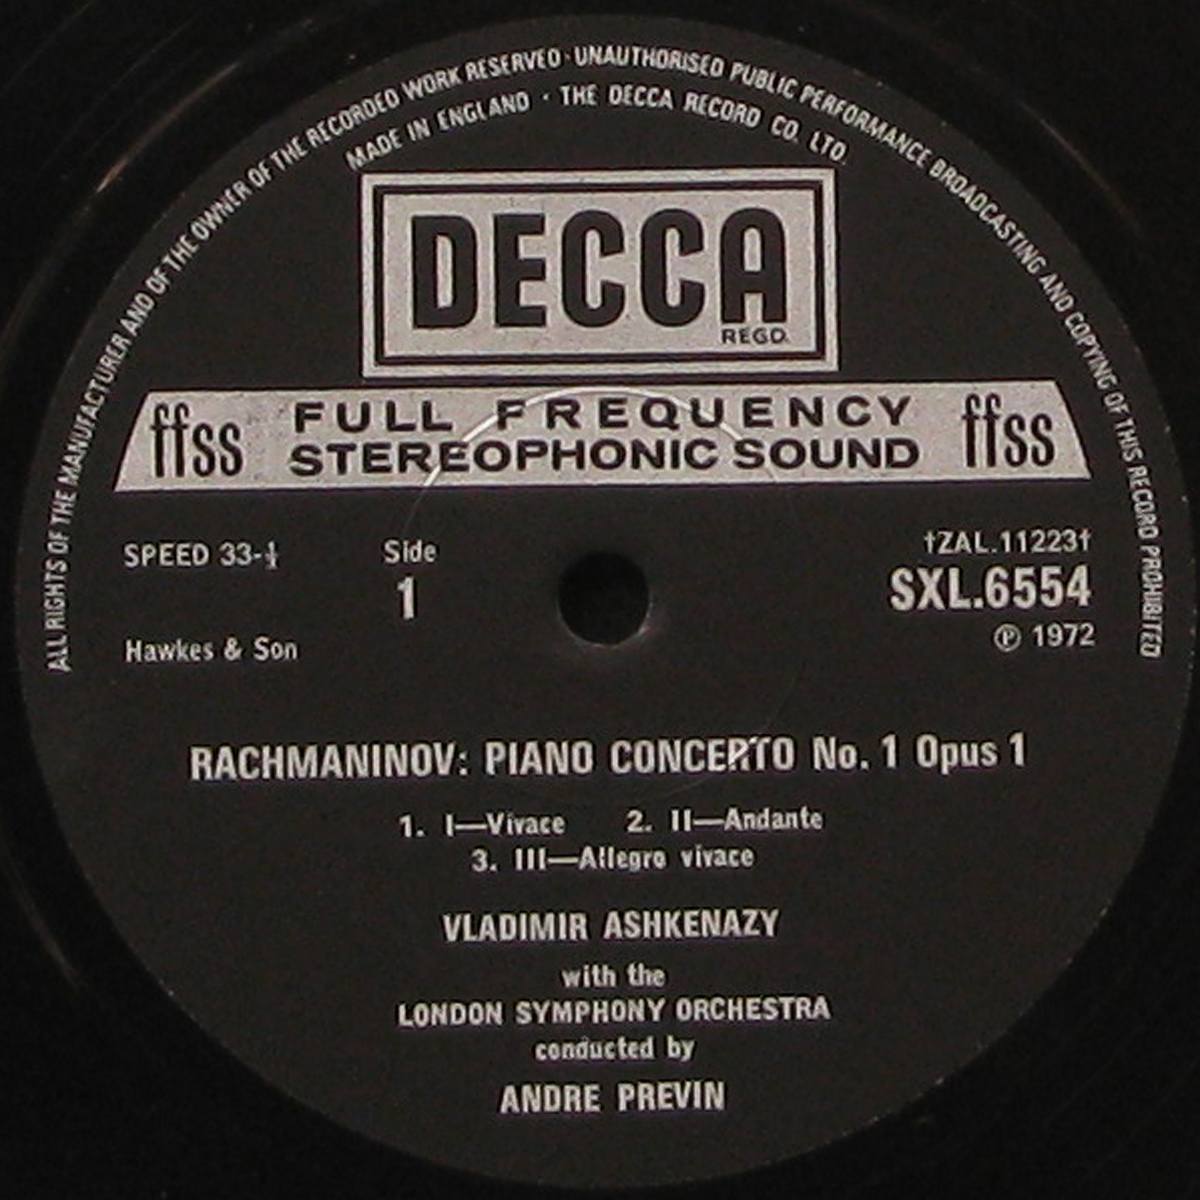 ALL RIGHTS OF THE MANUFACTURER AND OF THE OWNER OF THE RECORDED WORK RESERVED · UNAUTHORISED PUBLIC PERFORMANCE BROADCASTING AND COPYING OF THIS RECORD PROHIBITED
MADE IN ENGLAND · THE DECCA RECORD CO. LTD.
DECCA
REGD.
ffss FULL FREQUENCY ffss
STEREOPHONIC SOUND
SPEED 33-⅓ Side †ZAL.11223†
1 SXL.6554
Hawkes & Son ℗ 1972
RACHMANINOV: PIANO CONCERTO No. 1 Opus 1
1. I—Vivace 2. II—Andante
3. III—Allegro vivace
VLADIMIR ASHKENAZY
with the
LONDON SYMPHONY ORCHESTRA
conducted by
ANDRE PREVIN